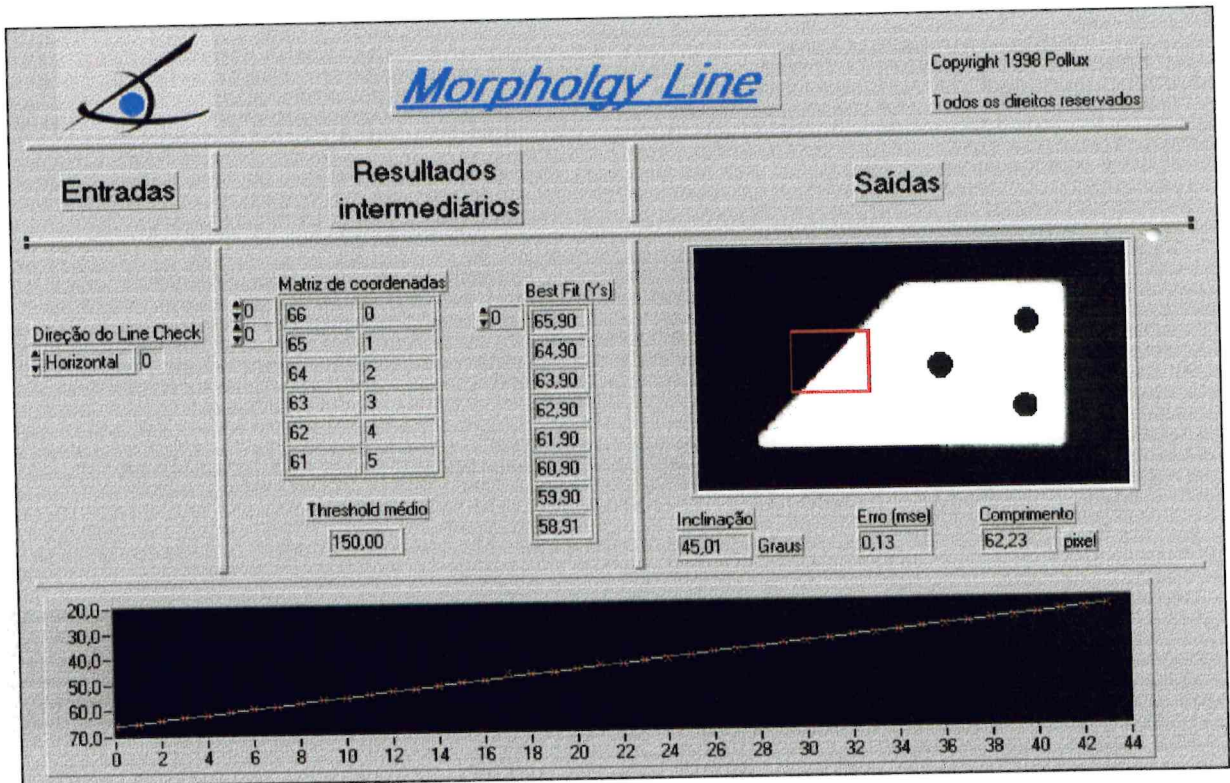 Morpholgy Line
Copyright 1998 Pollux
Todos os direitos reservados
Entradas
Resultados
intermediários
Saídas
Direção do Line Check
Horizontal 0
Matriz de coordenadas
0
0
66 0
65 1
64 2
63 3
62 4
61 5
Threshold médio
150,00
Best Fit (Ys)
0
65,90
64,90
63,90
62,90
61,90
60,90
59,90
58,91
Inclinação
45,01 Graus
Erro (mse)
0,13
Comprimento
62,23 pixel
20,0
30,0
40,0
50,0
60,0
70,0
0 2 4 6 8 10 12 14 16 18 20 22 24 26 28 30 32 34 36 38 40 42 44